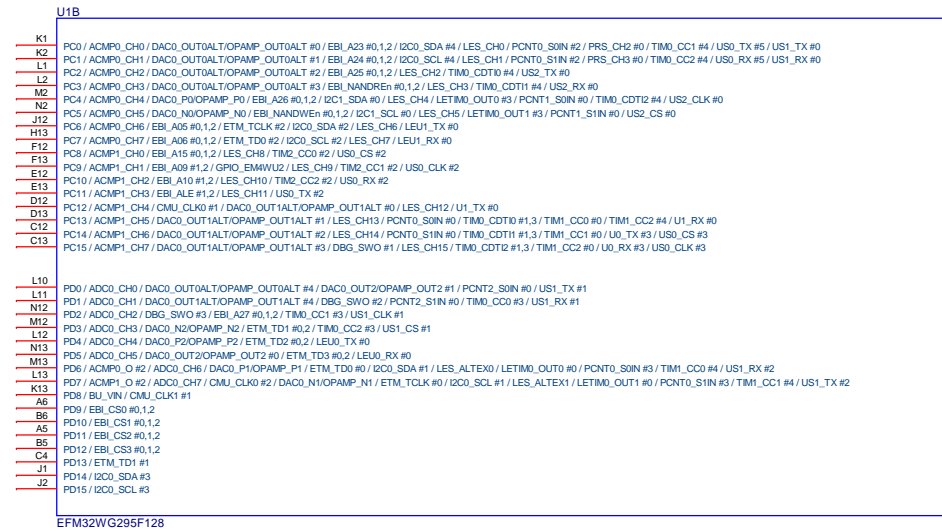 U1B
K1 PC0 / ACMP0_CH0 / DAC0_OUT0ALT/OPAMP_OUT0ALT #0 / EBI_A23 #0,1,2 / I2C0_SDA #4 / LES_CH0 / PCNT0_S0IN #2 / PRS_CH2 #0 / TIM0_CC1 #4 / US0_TX #5 / US1_TX #0
K2 PC1 / ACMP0_CH1 / DAC0_OUT0ALT/OPAMP_OUT0ALT #1 / EBI_A24 #0,1,2 / I2C0_SCL #4 / LES_CH1 / PCNT0_S1IN #2 / PRS_CH3 #0 / TIM0_CC2 #4 / US0_RX #5 / US1_RX #0
L1 PC2 / ACMP0_CH2 / DAC0_OUT0ALT/OPAMP_OUT0ALT #2 / EBI_A25 #0,1,2 / LES_CH2 / TIM0_CDTI0 #4 / US2_TX #0
L2 PC3 / ACMP0_CH3 / DAC0_OUT0ALT/OPAMP_OUT0ALT #3 / EBI_NANDREn #0,1,2 / LES_CH3 / TIM0_CDTI1 #4 / US2_RX #0
M2 PC4 / ACMP0_CH4 / DAC0_P0/OPAMP_P0 / EBI_A26 #0,1,2 / I2C1_SDA #0 / LES_CH4 / LETIM0_OUT0 #3 / PCNT1_S0IN #0 / TIM0_CDTI2 #4 / US2_CLK #0
N2 PC5 / ACMP0_CH5 / DAC0_N0/OPAMP_N0 / EBI_NANDWEn #0,1,2 / I2C1_SCL #0 / LES_CH5 / LETIM0_OUT1 #3 / PCNT1_S1IN #0 / US2_CS #0
J12 PC6 / ACMP0_CH6 / EBI_A05 #0,1,2 / ETM_TCLK #2 / I2C0_SDA #2 / LES_CH6 / LEU1_TX #0
H13 PC7 / ACMP0_CH7 / EBI_A06 #0,1,2 / ETM_TD0 #2 / I2C0_SCL #2 / LES_CH7 / LEU1_RX #0
F12 PC8 / ACMP1_CH0 / EBI_A15 #0,1,2 / LES_CH8 / TIM2_CC0 #2 / US0_CS #2
F13 PC9 / ACMP1_CH1 / EBI_A09 #1,2 / GPIO_EM4WU2 / LES_CH9 / TIM2_CC1 #2 / US0_CLK #2
E12 PC10 / ACMP1_CH2 / EBI_A10 #1,2 / LES_CH10 / TIM2_CC2 #2 / US0_RX #2
E13 PC11 / ACMP1_CH3 / EBI_ALE #1,2 / LES_CH11 / US0_TX #2
D12 PC12 / ACMP1_CH4 / CMU_CLK0 #1 / DAC0_OUT1ALT/OPAMP_OUT1ALT #0 / LES_CH12 / U1_TX #0
D13 PC13 / ACMP1_CH5 / DAC0_OUT1ALT/OPAMP_OUT1ALT #1 / LES_CH13 / PCNT0_S0IN #0 / TIM0_CDTI0 #1,3 / TIM1_CC0 #0 / TIM1_CC2 #4 / U1_RX #0
C12 PC14 / ACMP1_CH6 / DAC0_OUT1ALT/OPAMP_OUT1ALT #2 / LES_CH14 / PCNT0_S1IN #0 / TIM0_CDTI1 #1,3 / TIM1_CC1 #0 / U0_TX #3 / US0_CS #3
C13 PC15 / ACMP1_CH7 / DAC0_OUT1ALT/OPAMP_OUT1ALT #3 / DBG_SWO #1 / LES_CH15 / TIM0_CDTI2 #1,3 / TIM1_CC2 #0 / U0_RX #3 / US0_CLK #3
L10 PD0 / ADC0_CH0 / DAC0_OUT0ALT/OPAMP_OUT0ALT #4 / DAC0_OUT2/OPAMP_OUT2 #1 / PCNT2_S0IN #0 / US1_TX #1
L11 PD1 / ADC0_CH1 / DAC0_OUT1ALT/OPAMP_OUT1ALT #4 / DBG_SWO #2 / PCNT2_S1IN #0 / TIM0_CC0 #3 / US1_RX #1
N12 PD2 / ADC0_CH2 / DBG_SWO #3 / EBI_A27 #0,1,2 / TIM0_CC1 #3 / US1_CLK #1
M12 PD3 / ADC0_CH3 / DAC0_N2/OPAMP_N2 / ETM_TD1 #0,2 / TIM0_CC2 #3 / US1_CS #1
L12 PD4 / ADC0_CH4 / DAC0_P2/OPAMP_P2 / ETM_TD2 #0,2 / LEU0_TX #0
N13 PD5 / ADC0_CH5 / DAC0_OUT2/OPAMP_OUT2 #0 / ETM_TD3 #0,2 / LEU0_RX #0
M13 PD6 / ACMP0_O #2 / ADC0_CH6 / DAC0_P1/OPAMP_P1 / ETM_TD0 #0 / I2C0_SDA #1 / LES_ALTEX0 / LETIM0_OUT0 #0 / PCNT0_S0IN #3 / TIM1_CC0 #4 / US1_RX #2
L13 PD7 / ACMP1_O #2 / ADC0_CH7 / CMU_CLK0 #2 / DAC0_N1/OPAMP_N1 / ETM_TCLK #0 / I2C0_SCL #1 / LES_ALTEX1 / LETIM0_OUT1 #0 / PCNT0_S1IN #3 / TIM1_CC1 #4 / US1_TX #2
K13 PD8 / BU_VIN / CMU_CLK1 #1
A6 PD9 / EBI_CS0 #0,1,2
B6 PD10 / EBI_CS1 #0,1,2
A5 PD11 / EBI_CS2 #0,1,2
B5 PD12 / EBI_CS3 #0,1,2
C4 PD13 / ETM_TD1 #1
J1 PD14 / I2C0_SDA #3
J2 PD15 / I2C0_SCL #3
EFM32WG295F128